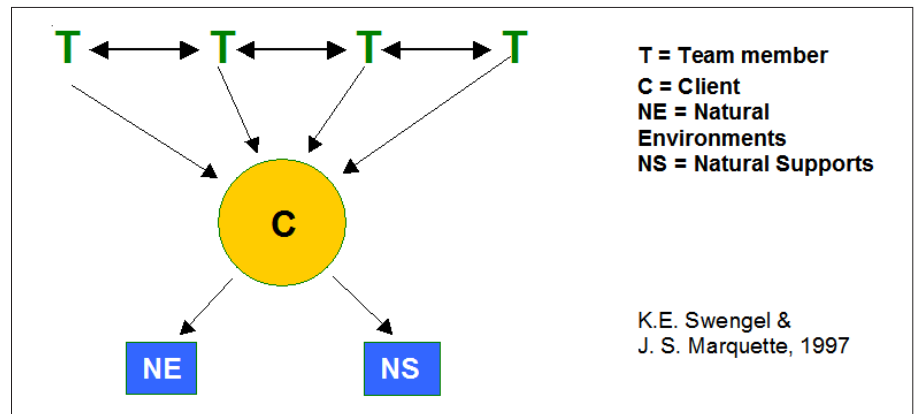 T T T T
T = Team member
C = Client
NE = Natural
Environments
NS = Natural Supports
C
NE NS
K.E. Swengel &
J. S. Marquette, 1997